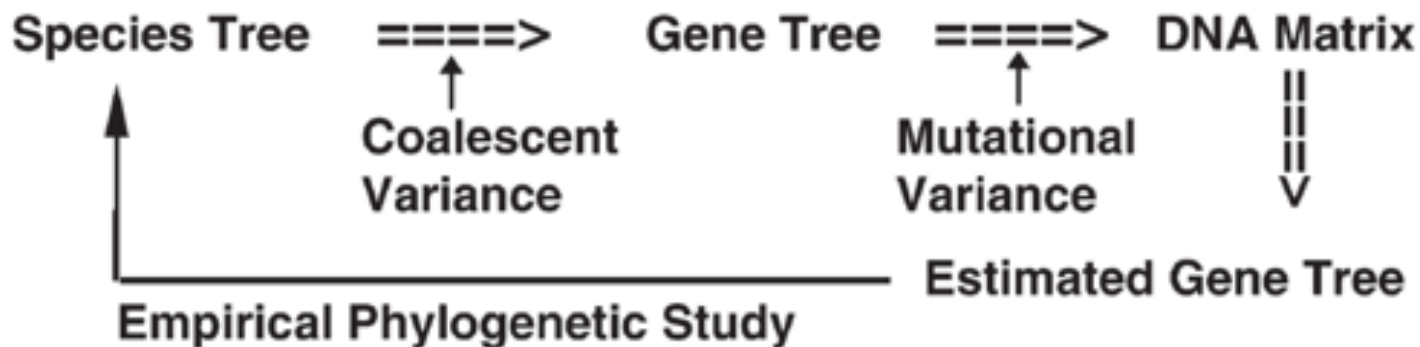 Species Tree ====> Gene Tree ====> DNA Matrix
Coalescent Mutational
Variance Variance
Estimated Gene Tree
Empirical Phylogenetic Study